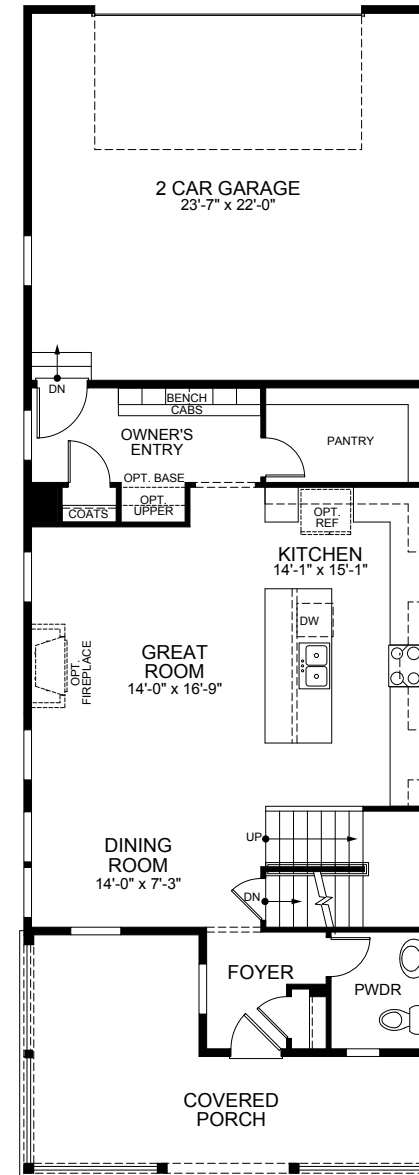 2 CAR GARAGE
23'-7" x 22'-0"
DN
BENCH
CABS
OWNER'S
ENTRY
PANTRY
OPT. BASE
COATS
OPT.
UPPER
OPT.
REF
KITCHEN
14'-1" x 15'-1"
DW
GREAT
ROOM
14'-0" x 16'-9"
OPT.
FIREPLACE
UP
DINING
ROOM
14'-0" x 7'-3"
DN
FOYER
PWDR
COVERED
PORCH